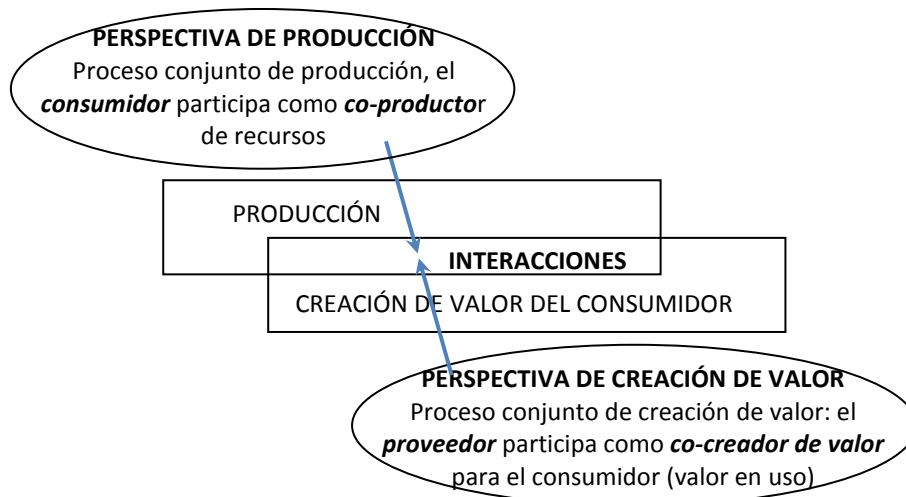 PERSPECTIVA DE PRODUCCIÓN
Proceso conjunto de producción, el
consumidor participa como co-productor
de recursos
PRODUCCIÓN
INTERACCIONES
CREACIÓN DE VALOR DEL CONSUMIDOR
PERSPECTIVA DE CREACIÓN DE VALOR
Proceso conjunto de creación de valor: el
proveedor participa como co-creador de valor
para el consumidor (valor en uso)